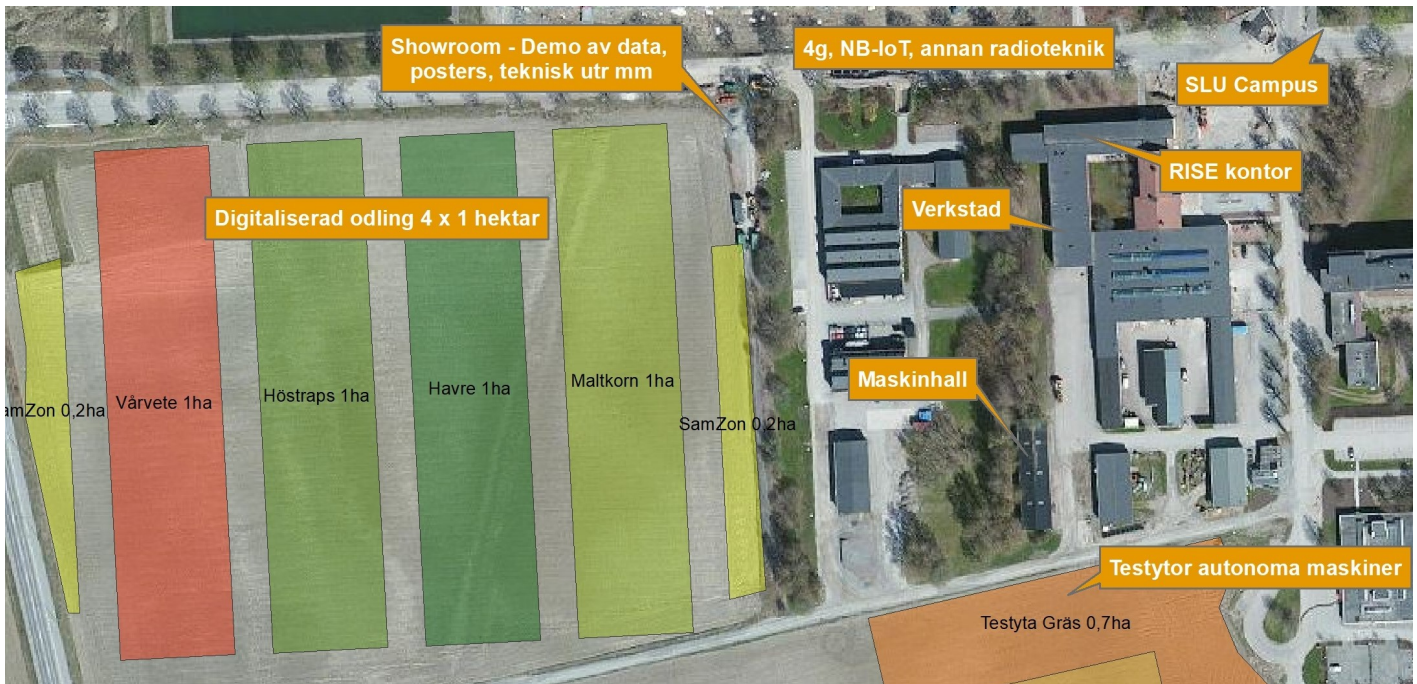 Showroom - Demo av data,
posters, teknisk utr mm
4g, NB-IoT, annan radioteknik
SLU Campus
RISE kontor
Digitaliserad odling 4 x 1 hektar
Verkstad
Maskinhall
amZon 0,2ha
Vårvete 1ha
Höstraps 1ha
Havre 1ha
Maltkorn 1ha
SamZon 0,2ha
Testytor autonoma maskiner
Testyta Gräs 0,7ha